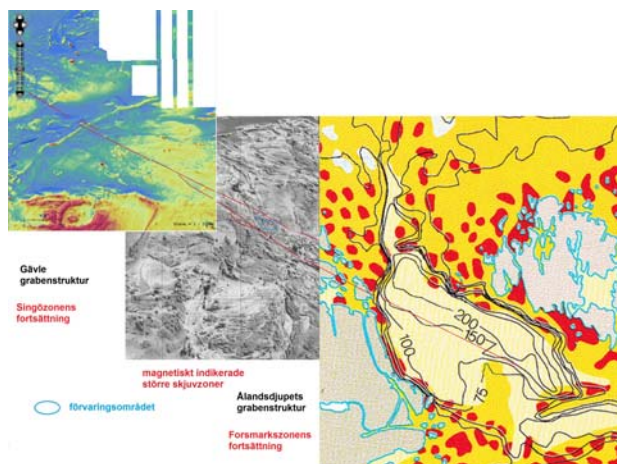 Gävle
grabenstruktur
Singözonens
fortsättning
magnetiskt indikerade
större skjuvzoner
förvaringsområdet
Ålandsdjupets
grabenstruktur
Forsmarkszonens
fortsättning
200
150
100
75